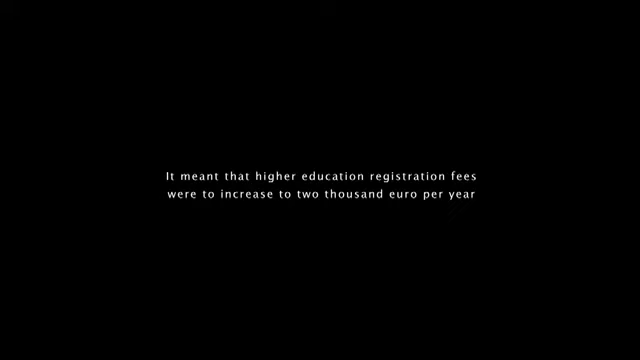 It meant that higher education registration fees
were to increase to two thousand euro per year